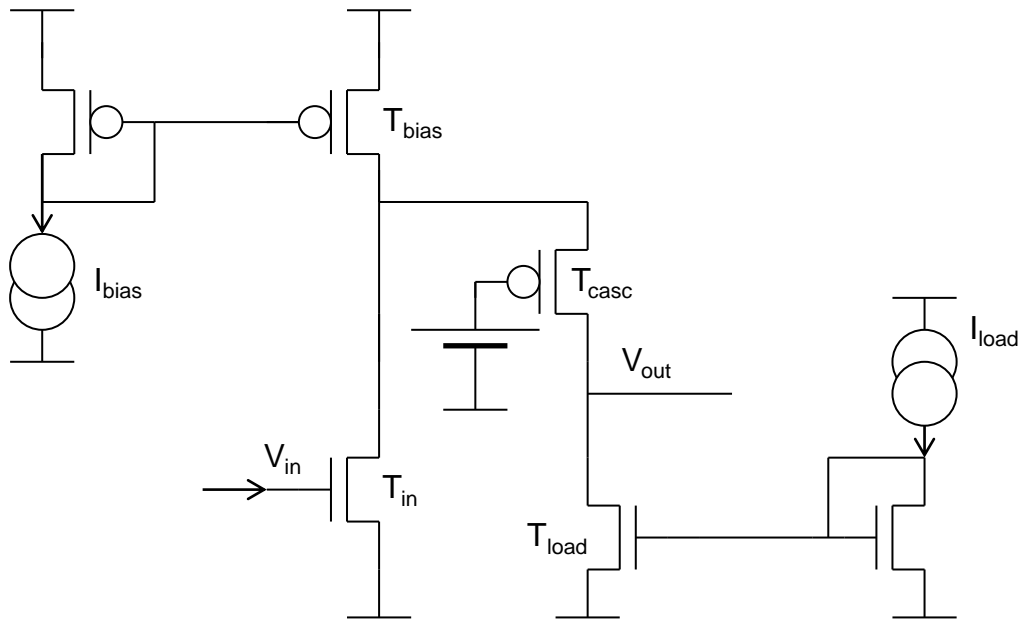 T_bias
I_bias
T_casc
I_load
V_out
V_in
T_in
T_load